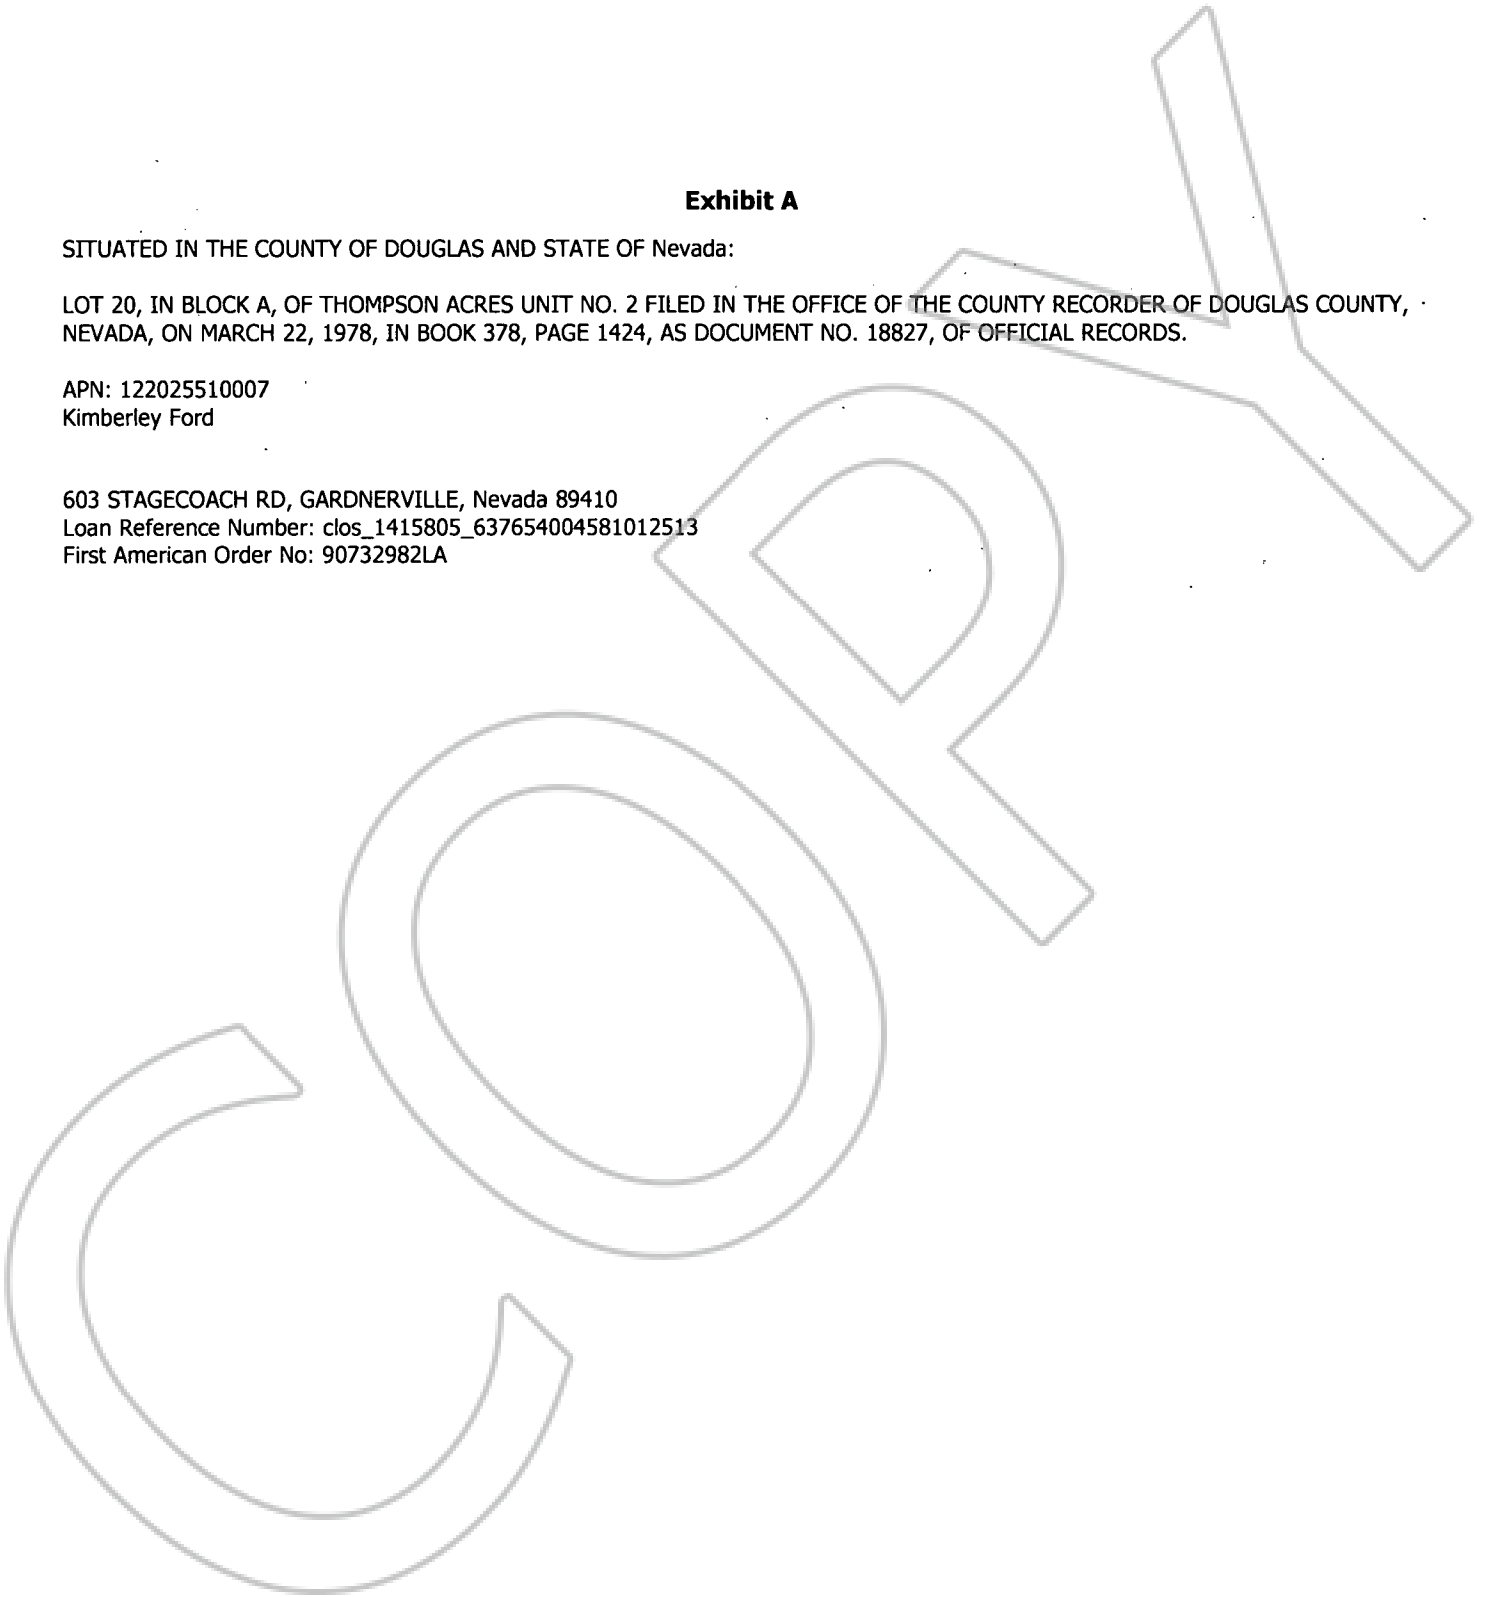 Exhibit A
SITUATED IN THE COUNTY OF DOUGLAS AND STATE OF Nevada:
LOT 20, IN BLOCK A, OF THOMPSON ACRES UNIT NO. 2 FILED IN THE OFFICE OF THE COUNTY RECORDER OF DOUGLAS COUNTY,
NEVADA, ON MARCH 22, 1978, IN BOOK 378, PAGE 1424, AS DOCUMENT NO. 18827, OF OFFICIAL RECORDS.
APN: 122025510007
Kimberley Ford
603 STAGECOACH RD, GARDNERVILLE, Nevada 89410
Loan Reference Number: clos_1415805_637654004581012513
First American Order No: 90732982LA
COPY